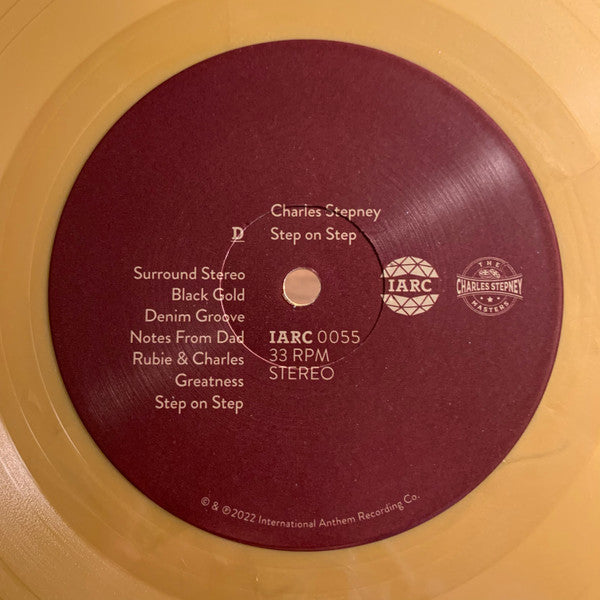 Charles Stepney
D
Step on Step
Surround Stereo
Black Gold
Denim Groove
Notes From Dad
Rubie & Charles
Greatness
Stèp on Step
IARC 0055
33 RPM
STEREO
IARC
THE
CHARLES STEPNEY
MASTERS
© & ℗2022 International Anthem Recording Co.